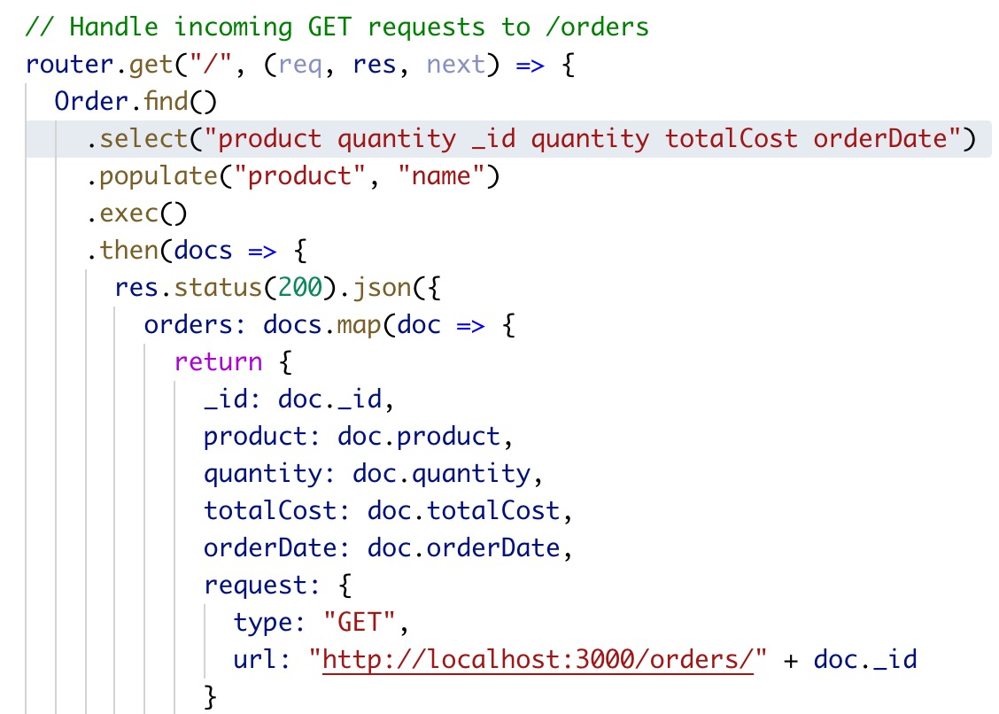 // Handle incoming GET requests to /orders
router.get("/", (req, res, next) => {
Order.find()
.select("product quantity _id quantity totalCost orderDate")
.populate("product", "name")
.exec()
.then(docs => {
res.status(200).json({
orders: docs.map(doc => {
return {
_id: doc._id,
product: doc.product,
quantity: doc.quantity,
totalCost: doc.totalCost,
orderDate: doc.orderDate,
request: {
type: "GET",
url: "http://localhost:3000/orders/" + doc._id
}